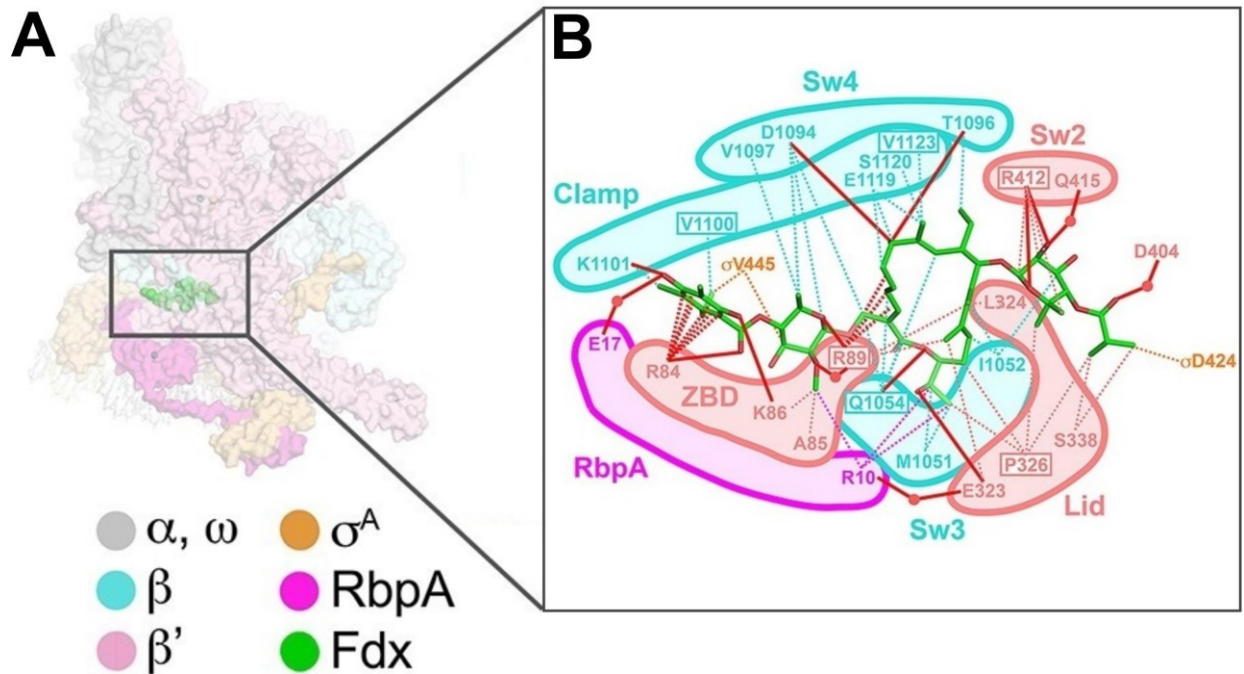 A
B
Sw4
D1094
T1096
V1097
V1123
Sw2
S1120
R412
Q415
E1119
Clamp
V1100
D404
K1101
σV445
L324
E17
R89
I1052
σD424
R84
ZBD
Q1054
K86
S338
A85
M1051
P326
RbpA
R10
E323
Lid
Sw3
α, ω
σA
β
RbpA
β’
Fdx